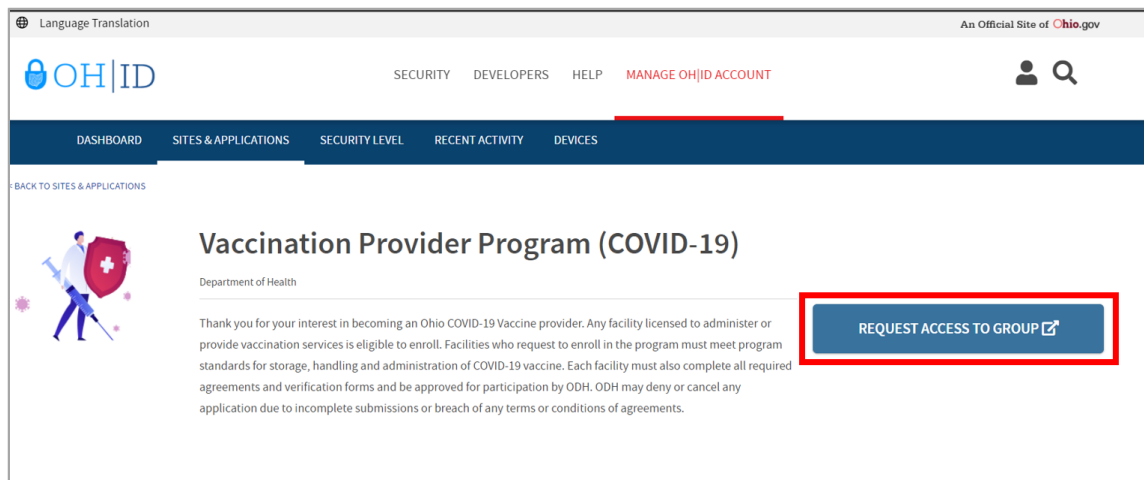 Language Translation
An Official Site of Ohio.gov
OH|ID
SECURITY DEVELOPERS HELP MANAGE OH|ID ACCOUNT
DASHBOARD SITES & APPLICATIONS SECURITY LEVEL RECENT ACTIVITY DEVICES
< BACK TO SITES & APPLICATIONS
Vaccination Provider Program (COVID-19)
Department of Health
Thank you for your interest in becoming an Ohio COVID-19 Vaccine provider. Any facility licensed to administer or
provide vaccination services is eligible to enroll. Facilities who request to enroll in the program must meet program
standards for storage, handling and administration of COVID-19 vaccine. Each facility must also complete all required
agreements and verification forms and be approved for participation by ODH. ODH may deny or cancel any
application due to incomplete submissions or breach of any terms or conditions of agreements.
REQUEST ACCESS TO GROUP